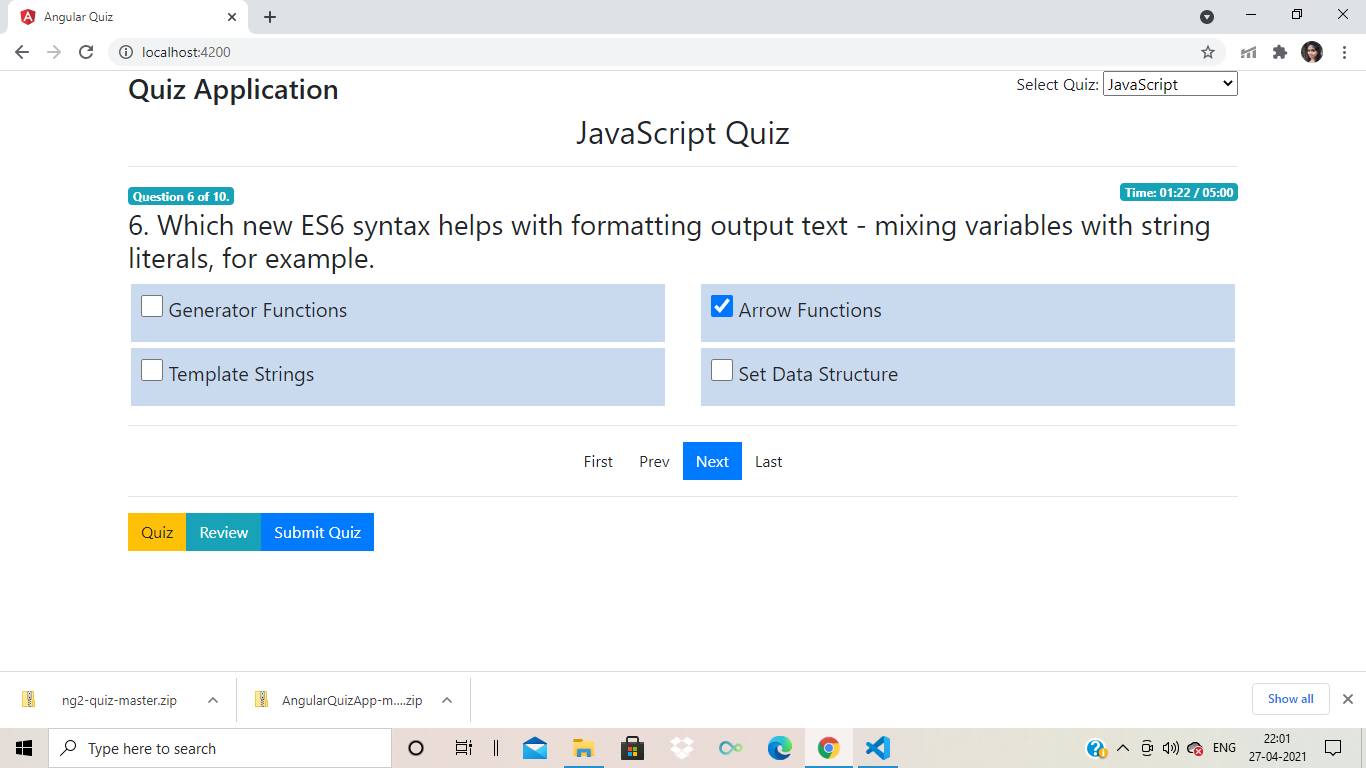 Angular Quiz
localhost:4200
Quiz Application
Select Quiz: JavaScript
JavaScript Quiz
Question 6 of 10.
Time: 01:22 / 05:00
6. Which new ES6 syntax helps with formatting output text - mixing variables with string
literals, for example.
Generator Functions
Arrow Functions
Template Strings
Set Data Structure
First Prev Next Last
Quiz Review Submit Quiz
ng2-quiz-master.zip
AngularQuizApp-m....zip
Show all
Type here to search
ENG
22:01
27-04-2021